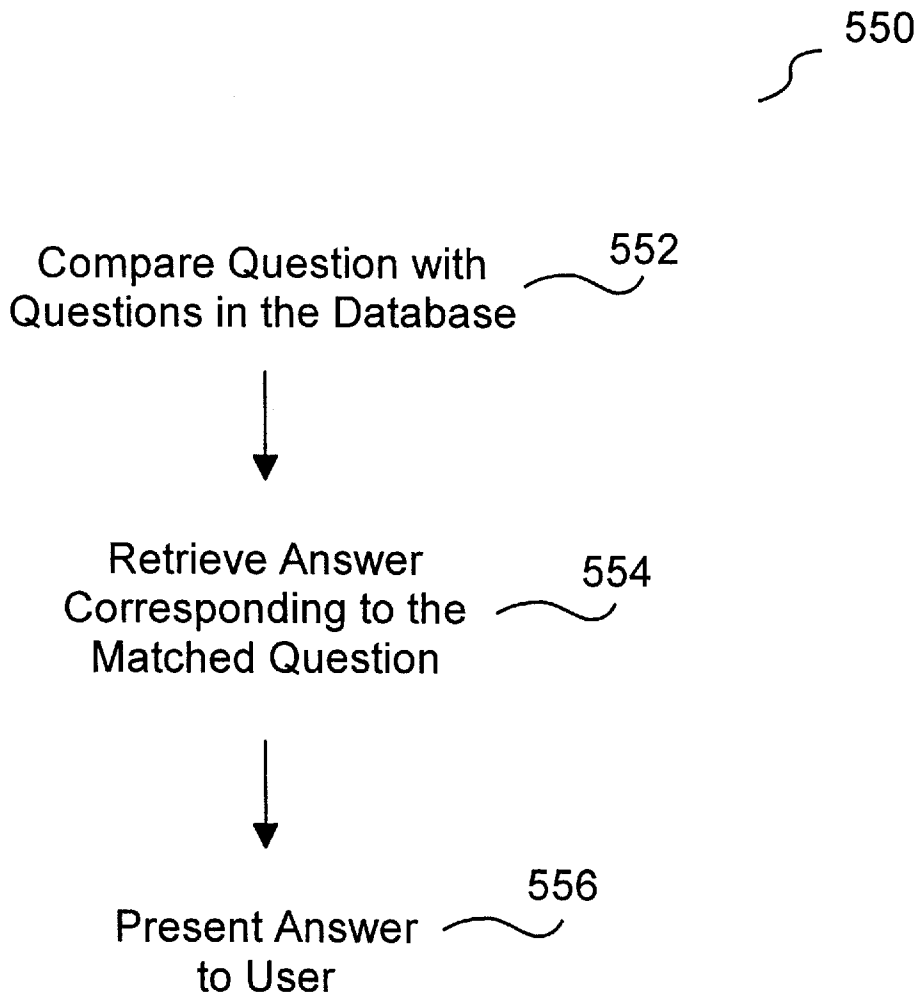 550
Compare Question with
Questions in the Database
552
Retrieve Answer
Corresponding to the
Matched Question
554
556
Present Answer
to User